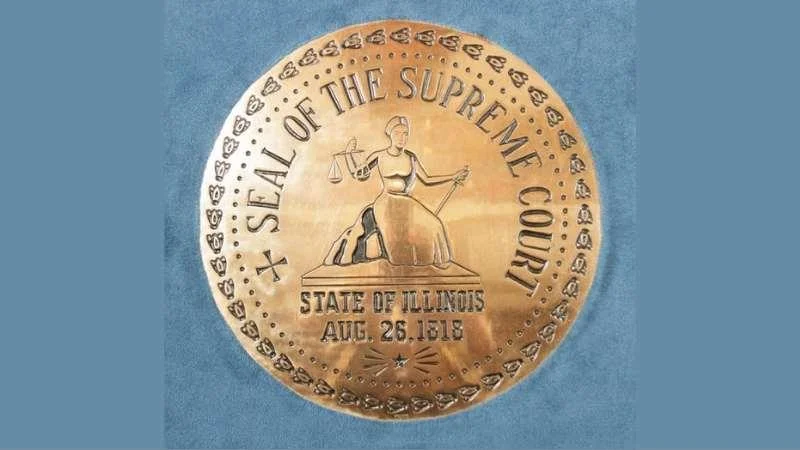 SEAL OF THE SUPREME COURT
STATE OF ILLINOIS
AUG. 26. 1818